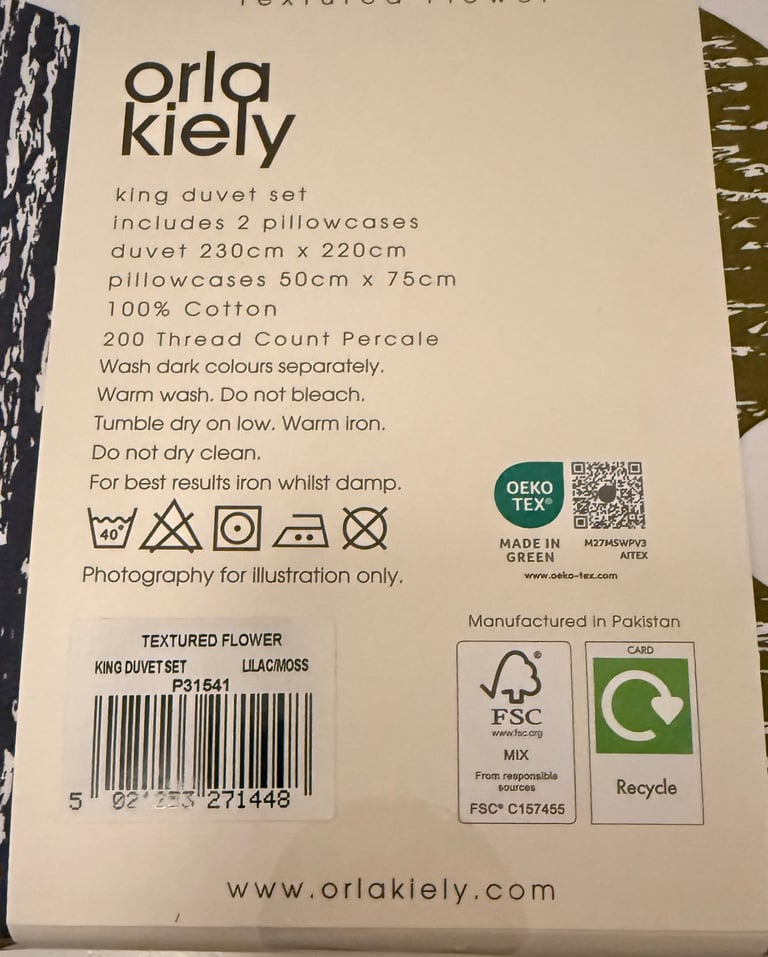 Textured Flower
orla
kiely
king duvet set
includes 2 pillowcases
duvet 230cm x 220cm
pillowcases 50cm x 75cm
100% Cotton
200 Thread Count Percale
Wash dark colours separately.
Warm wash. Do not bleach.
Tumble dry on low. Warm iron.
Do not dry clean.
For best results iron whilst damp.
40°
Photography for illustration only.
OEKO
TEX®
MADE IN
GREEN
M27MSWPV3
AITEX
www.oeko-tex.com
Manufactured in Pakistan
TEXTURED FLOWER
KING DUVET SET LILAC/MOSS
P31541
5 271448
®
FSC
www.fsc.org
MIX
From responsible
sources
FSC® C157455
CARD
Recycle
www.orlakiely.com